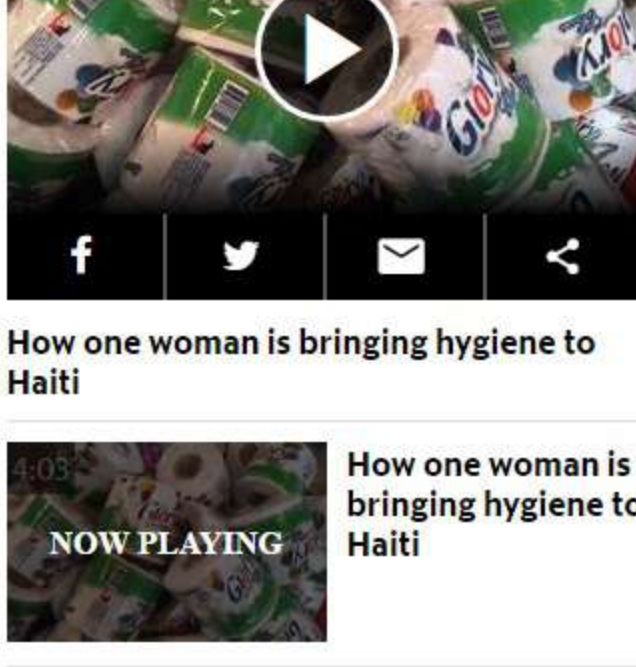 Glory
How one woman is bringing hygiene to
Haiti
4:03
NOW PLAYING
How one woman is
bringing hygiene to
Haiti